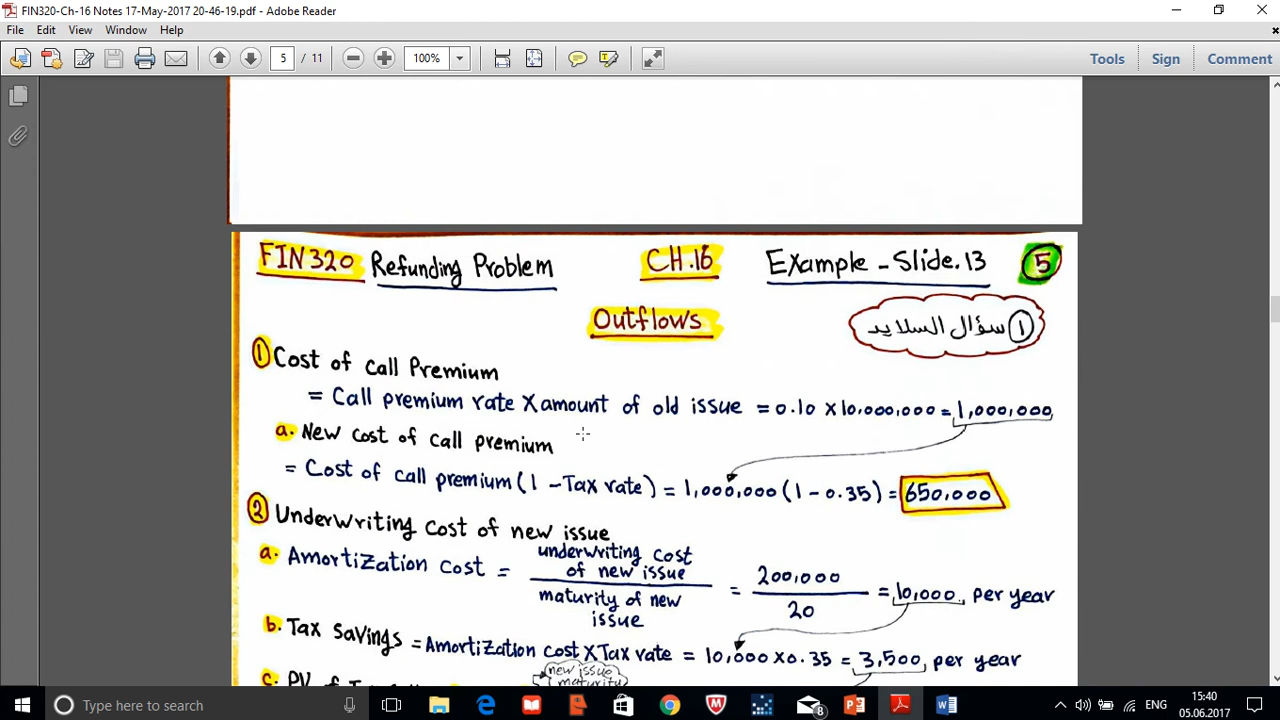 FIN320-Ch-16 Notes 17-May-2017 20-46-19.pdf - Adobe Reader
File Edit View Window Help
5 / 11 100% Tools Sign Comment
FIN320 Refunding Problem CH.16 Example - Slide.13 5
Outflows
① سؤال السلايد
① Cost of call Premium
= Call premium rate X amount of old issue = 0.10 X 10,000,000 = 1,000,000
a. New cost of call premium
= Cost of call premium (1 - Tax rate) = 1,000,000 (1 - 0.35) = 650,000
② Underwriting cost of new issue
a. Amortization cost = underwriting cost of new issue / maturity of new issue = 200,000 / 20 = 10,000 per year
b. Tax savings = Amortization cost X Tax rate = 10,000 X 0.35 = 3,500 per year
new issue
maturity
c. PV of
Type here to search
8
ENG
15:40
05.06.2017